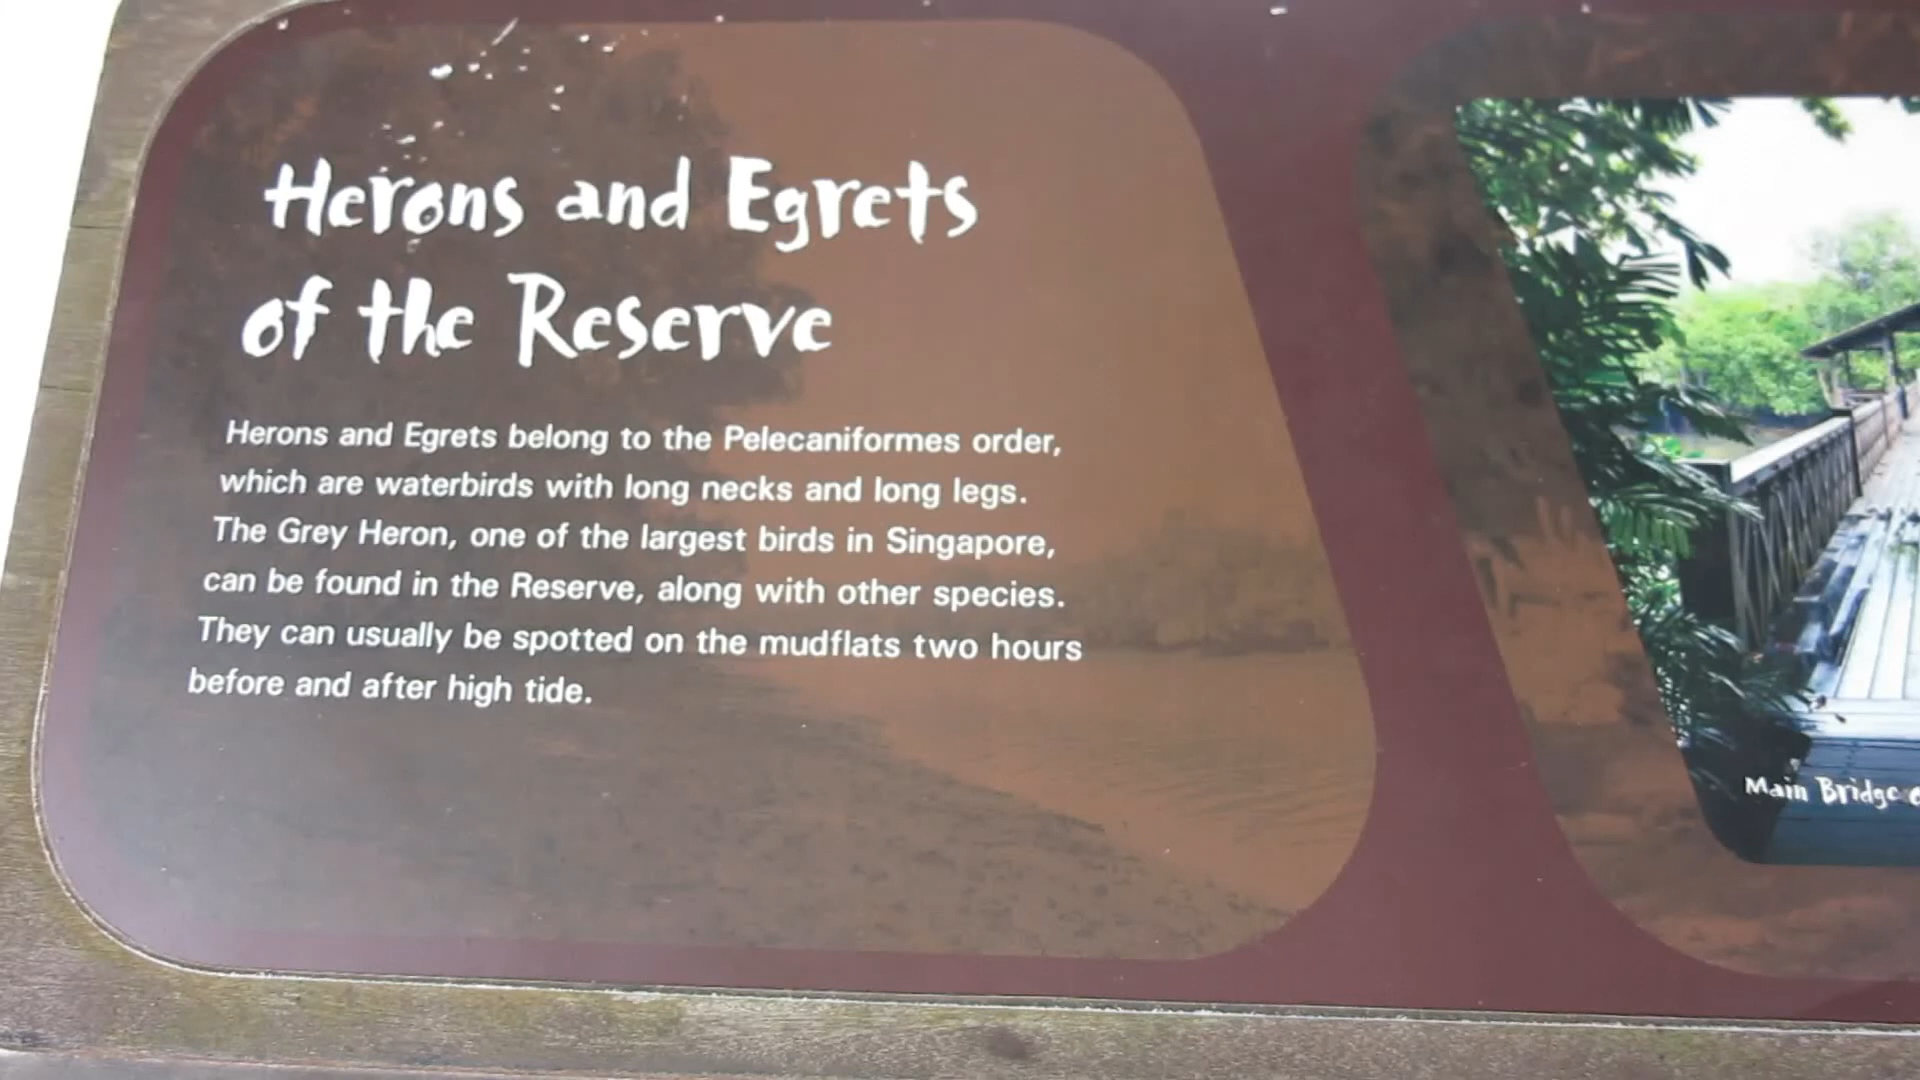 Herons and Egrets
of the Reserve
Herons and Egrets belong to the Pelecaniformes order,
which are waterbirds with long necks and long legs.
The Grey Heron, one of the largest birds in Singapore,
can be found in the Reserve, along with other species.
They can usually be spotted on the mudflats two hours
before and after high tide.
Main Bridge